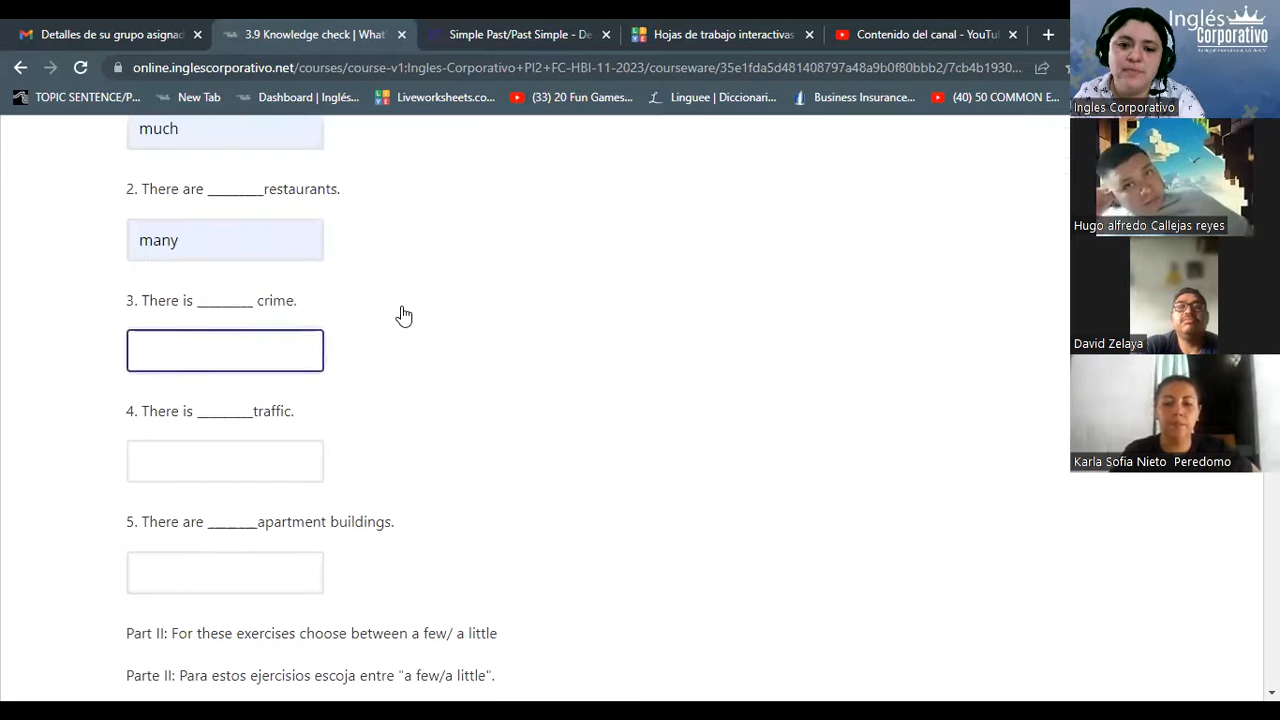 Detalles de su grupo asignad
3.9 Knowledge check | What'
Simple Past/Past Simple - De
Hojas de trabajo interactivas
Contenido del canal - YouTu
online.inglescorporativo.net/courses/course-v1:Ingles-Corporativo+PI2-EPC-HBI-11-2023/courseware/35e1fda5d481408797a48a9b0f80bbb2/7cb4b1930...
TOPIC SENTENCE/P...
New Tab
Dashboard | Inglés...
Liveworksheets.co...
(33) 20 Fun Games...
Linguee | Diccionari...
Business Insurance...
(40) 50 COMMON E...
much
2. There are ________restaurants.
many
3. There is ________ crime.
4. There is ________traffic.
5. There are _______apartment buildings.
Part II: For these exercises choose between a few/ a little
Parte II: Para estos ejercisios escoja entre "a few/a little".
Inglés
Corporativo
Ingles Corporativo
Hugo alfredo Callejas reyes
David Zelaya
Karla Sofia Nieto Peredomo